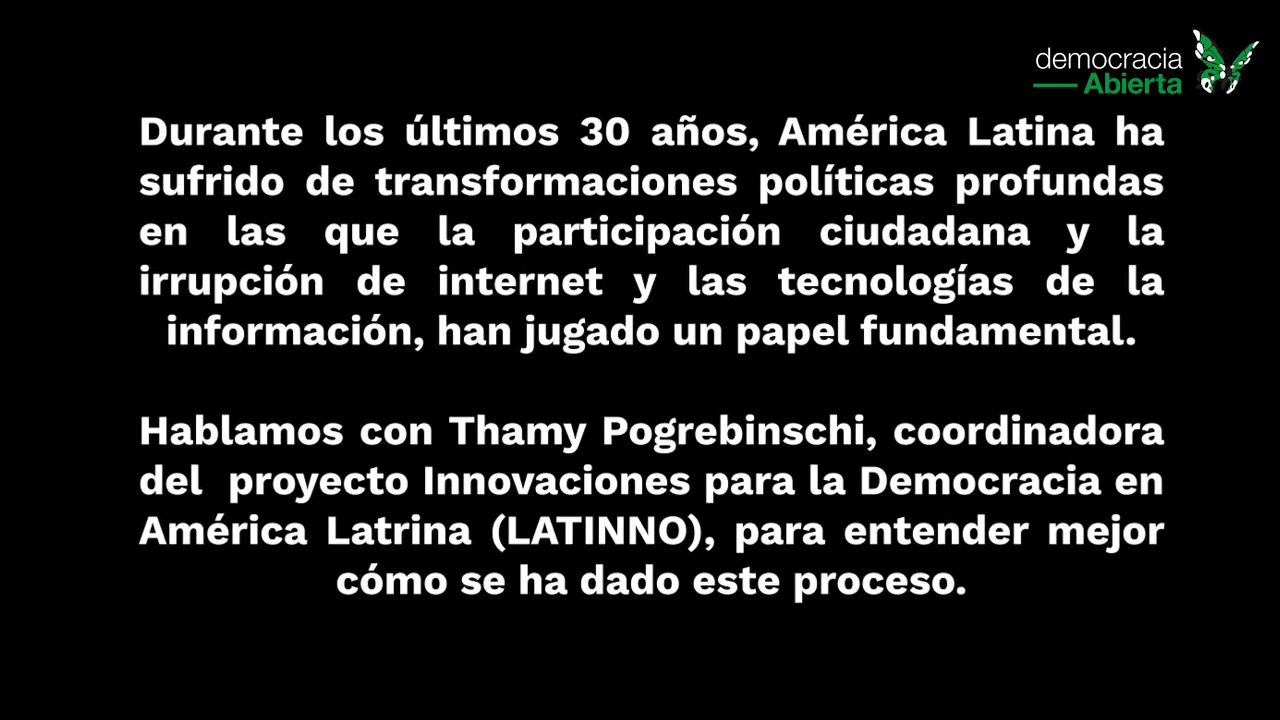 democracia
Abierta
Durante los últimos 30 años, América Latina ha
sufrido de transformaciones políticas profundas
en las que la participación ciudadana y la
irrupción de internet y las tecnologías de la
información, han jugado un papel fundamental.
Hablamos con Thamy Pogrebinschi, coordinadora
del proyecto Innovaciones para la Democracia en
América Latrina (LATINNO), para entender mejor
cómo se ha dado este proceso.